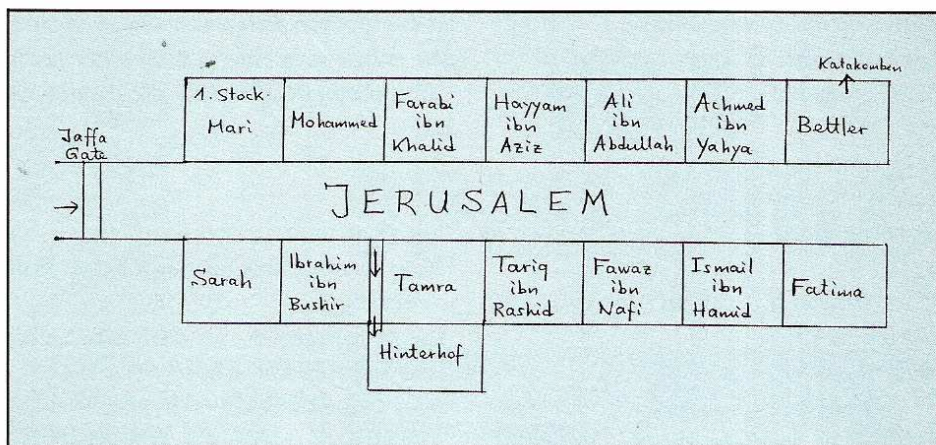 Katakomben
1. Stock
Mari
Mohammed
Farabi
ibn
Khalid
Hayyam
ibn
Aziz
Ali
ibn
Abdullah
Achmed
ibn
Yahya
Bettler
Jaffa
Gate
JERUSALEM
Sarah
Ibrahim
ibn
Bushir
Tamra
Tariq
ibn
Rashid
Fawaz
ibn
Nafi
Ismail
ibn
Hamid
Fatima
Hinterhof